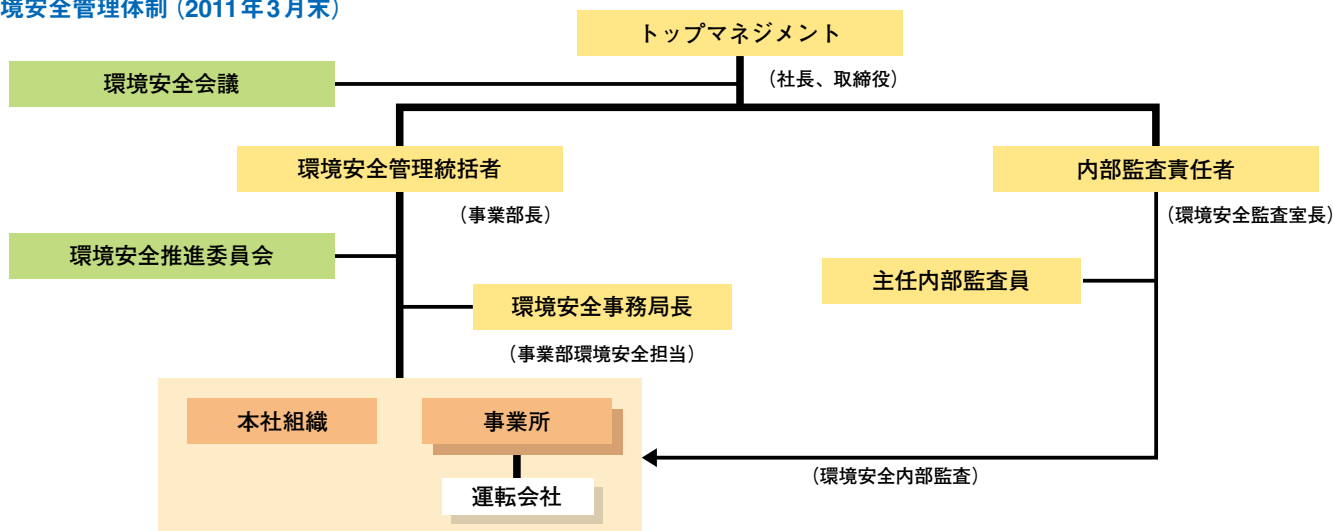 境安全管理体制（2011年3月末）
トップマネジメント
（社長、取締役）
環境安全会議
環境安全管理統括者
（事業部長）
内部監査責任者
（環境安全監査室長）
環境安全推進委員会
主任内部監査員
環境安全事務局長
（事業部環境安全担当）
本社組織
事業所
運転会社
（環境安全内部監査）